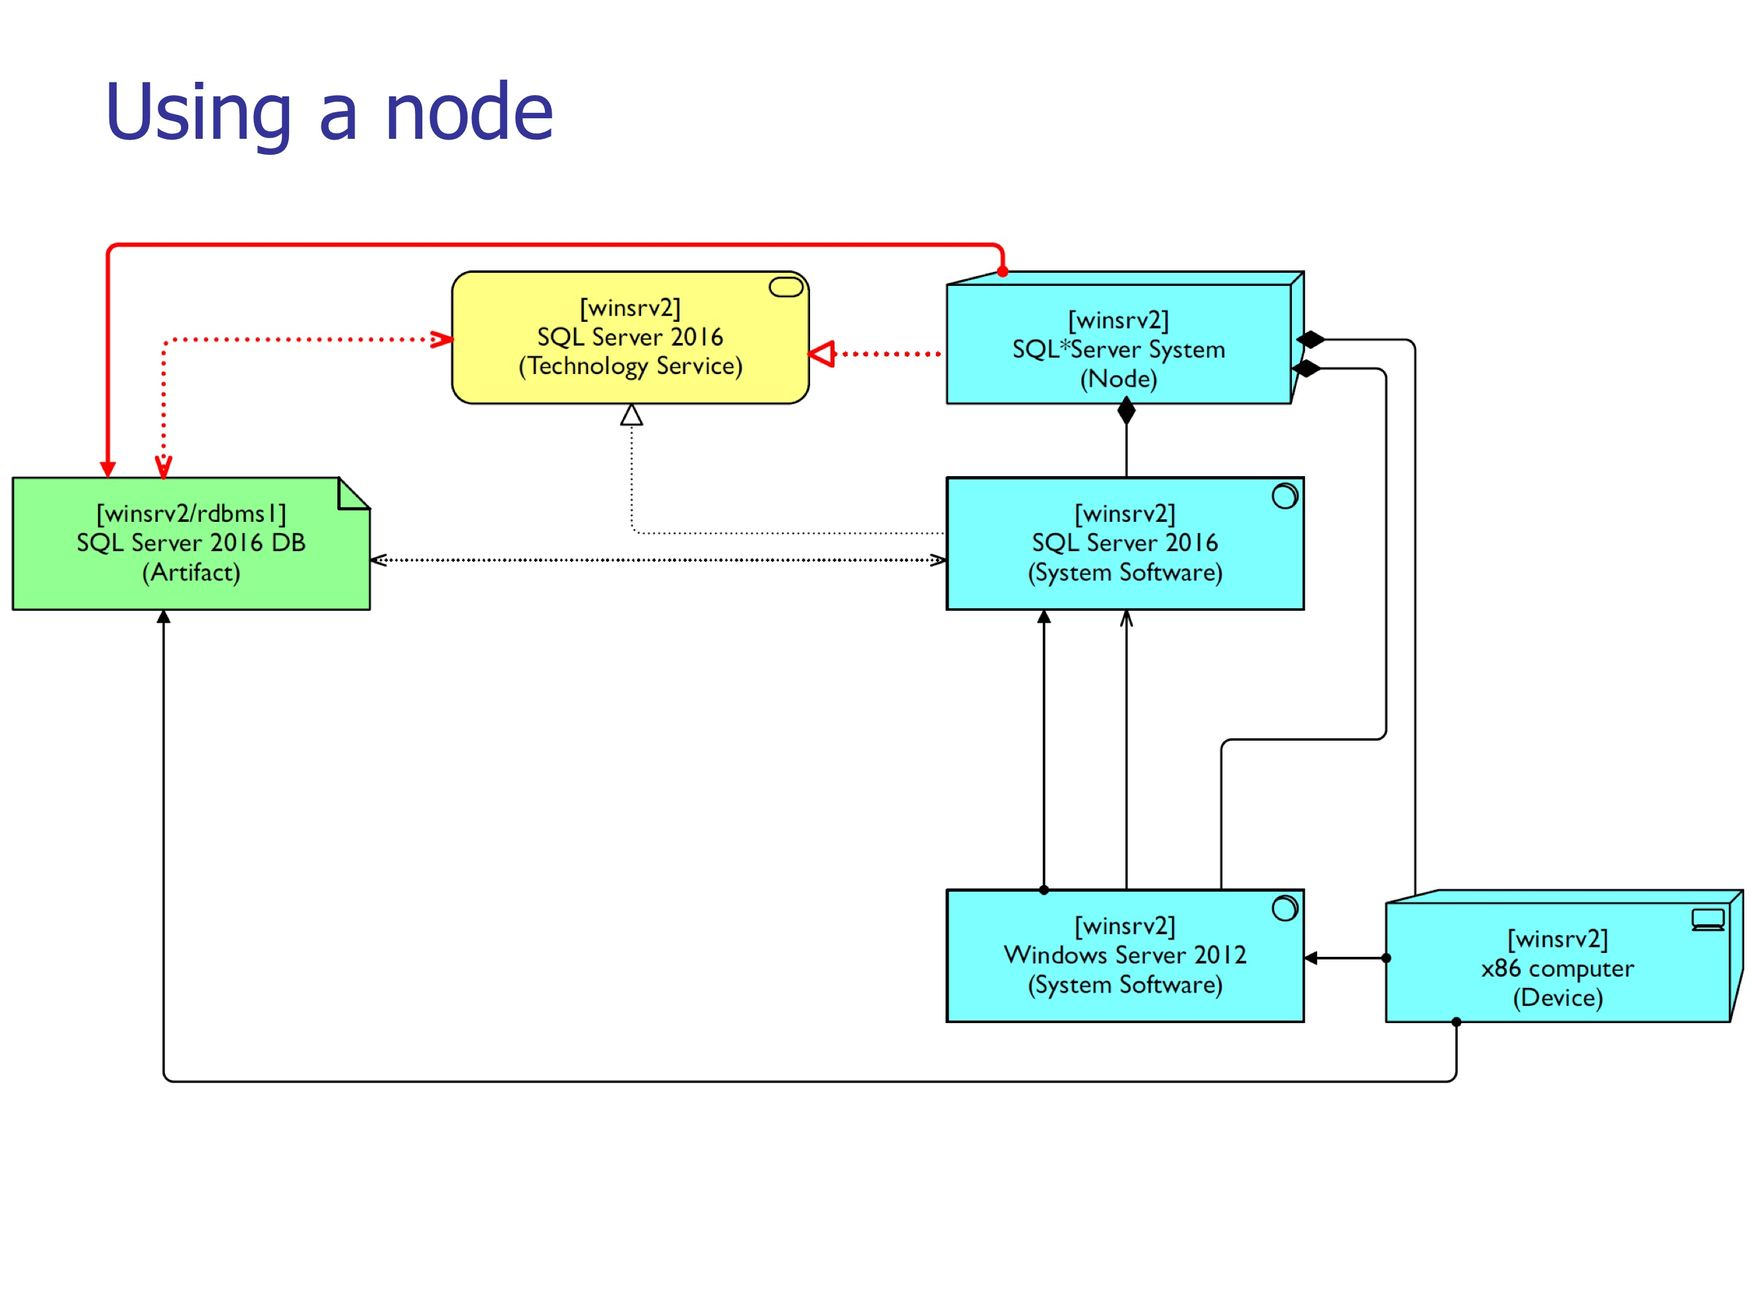 Using a node
[winsrv2]
SQL Server 2016
(Technology Service)
[winsrv2]
SQL*Server System
(Node)
[winsrv2/rdbms1]
SQL Server 2016 DB
(Artifact)
[winsrv2]
SQL Server 2016
(System Software)
[winsrv2]
Windows Server 2012
(System Software)
[winsrv2]
x86 computer
(Device)